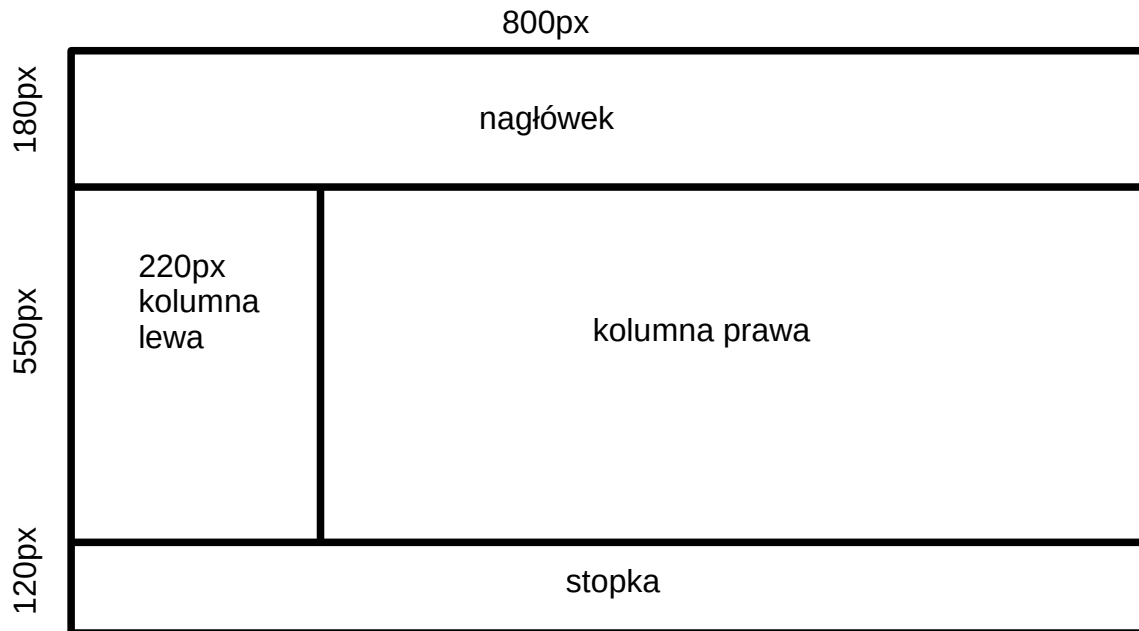 800px
180px
nagłówek
220px
kolumna
lewa
550px
kolumna prawa
120px
stopka